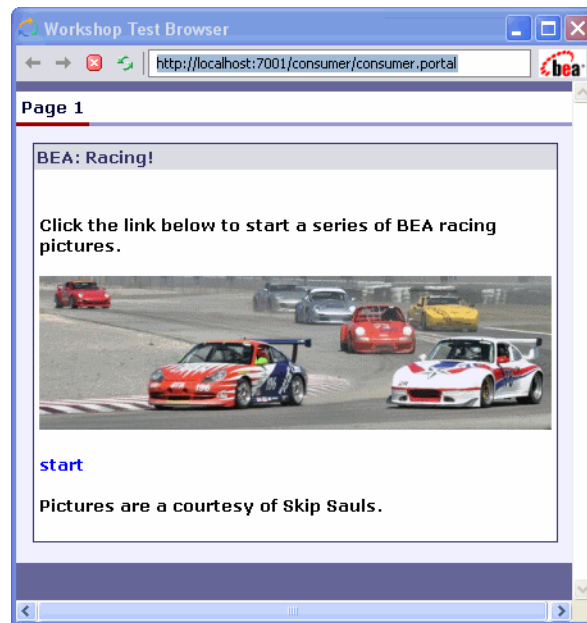 Workshop Test Browser
http://localhost:7001/consumer/consumer.portal
bea
Page 1
BEA: Racing!
Click the link below to start a series of BEA racing
pictures.
start
Pictures are a courtesy of Skip Sauls.